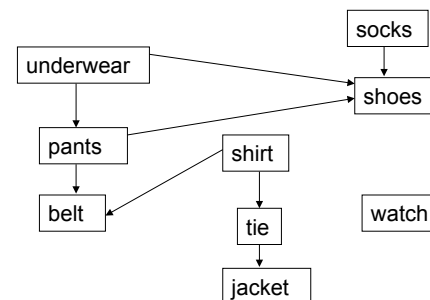 socks
underwear
shoes
pants
shirt
belt
watch
tie
jacket